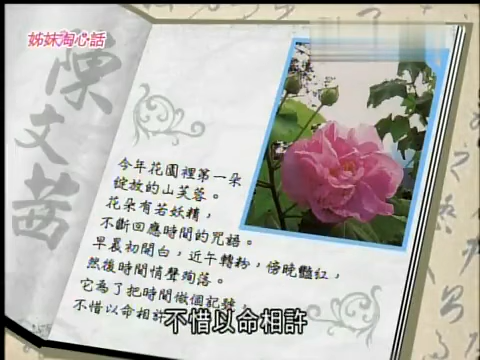 姊妹淘心話
陳文茜
今年花園裡第一朵
綻放的山芙蓉。
花朵有若妖精，
不斷回應時間的咒語。
早晨初開白，近午轉粉，傍晚豔紅，
然後時間情聲殉落。
它為了把時間做個記號，
不惜以命相許
不惜以命相許